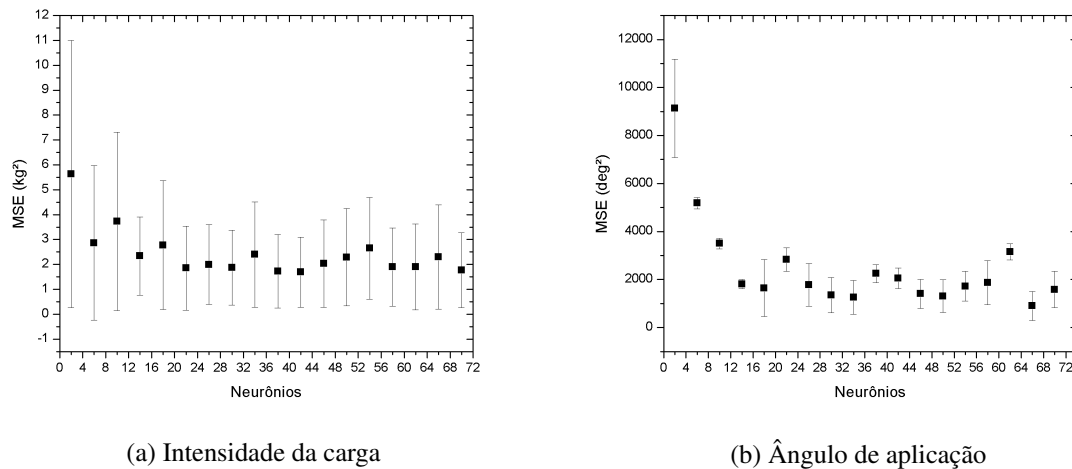 12
11
10
9
8
7
6
5
4
3
2
1
0
-1
MSE (kg²)
0 4 8 12 16 20 24 28 32 36 40 44 48 52 56 60 64 68 72
Neurônios
(a) Intensidade da carga
12000
10000
8000
6000
4000
2000
0
MSE (deg²)
0 4 8 12 16 20 24 28 32 36 40 44 48 52 56 60 64 68 72
Neurônios
(b) Ângulo de aplicação